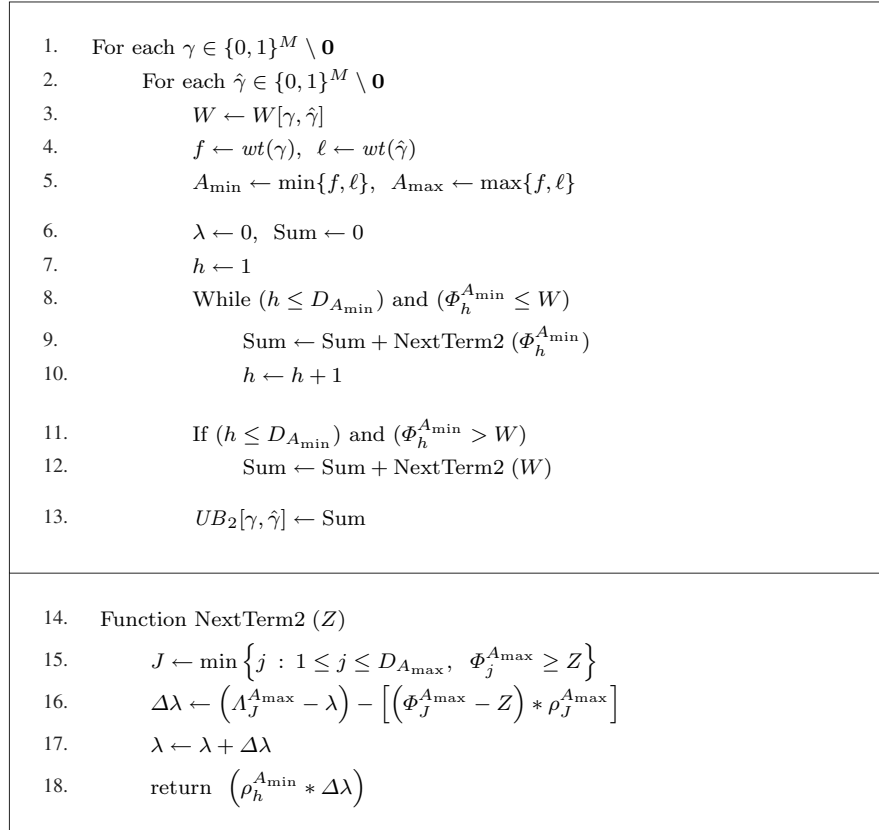 1. For each γ ∈ {0, 1}^M \ 𝟎
2. For each γ̂ ∈ {0, 1}^M \ 𝟎
3. W ← W[γ, γ̂]
4. f ← wt(γ), ℓ ← wt(γ̂)
5. A_min ← min{f, ℓ}, A_max ← max{f, ℓ}
6. λ ← 0, Sum ← 0
7. h ← 1
8. While (h ≤ D_{A_min}) and (Φ_h^{A_min} ≤ W)
9. Sum ← Sum + NextTerm2 (Φ_h^{A_min})
10. h ← h + 1
11. If (h ≤ D_{A_min}) and (Φ_h^{A_min} > W)
12. Sum ← Sum + NextTerm2 (W)
13. UB_2[γ, γ̂] ← Sum
14. Function NextTerm2 (Z)
15. J ← min {j : 1 ≤ j ≤ D_{A_max}, Φ_j^{A_max} ≥ Z}
16. Δλ ← (Λ_J^{A_max} − λ) − [(Φ_J^{A_max} − Z) ∗ ρ_J^{A_max}]
17. λ ← λ + Δλ
18. return (ρ_h^{A_min} ∗ Δλ)